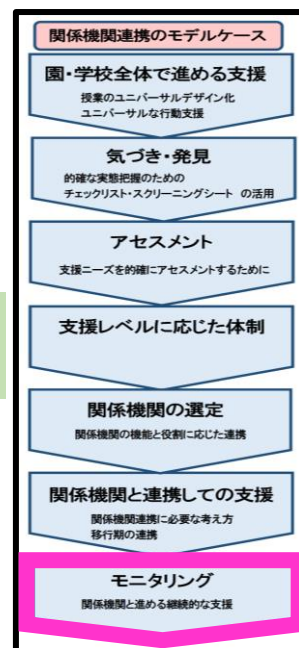 関係機関連携のモデルケース
園・学校全体で進める支援
授業のユニバーサルデザイン化
ユニバーサルな行動支援
気づき・発見
的確な実態把握のための
チェックリスト・スクリーニングシート の活用
アセスメント
支援ニーズを的確にアセスメントするために
支援レベルに応じた体制
関係機関の選定
関係機関の機能と役割に応じた連携
関係機関と連携しての支援
関係機関連携に必要な考え方
移行期の連携
モニタリング
関係機関と進める継続的な支援